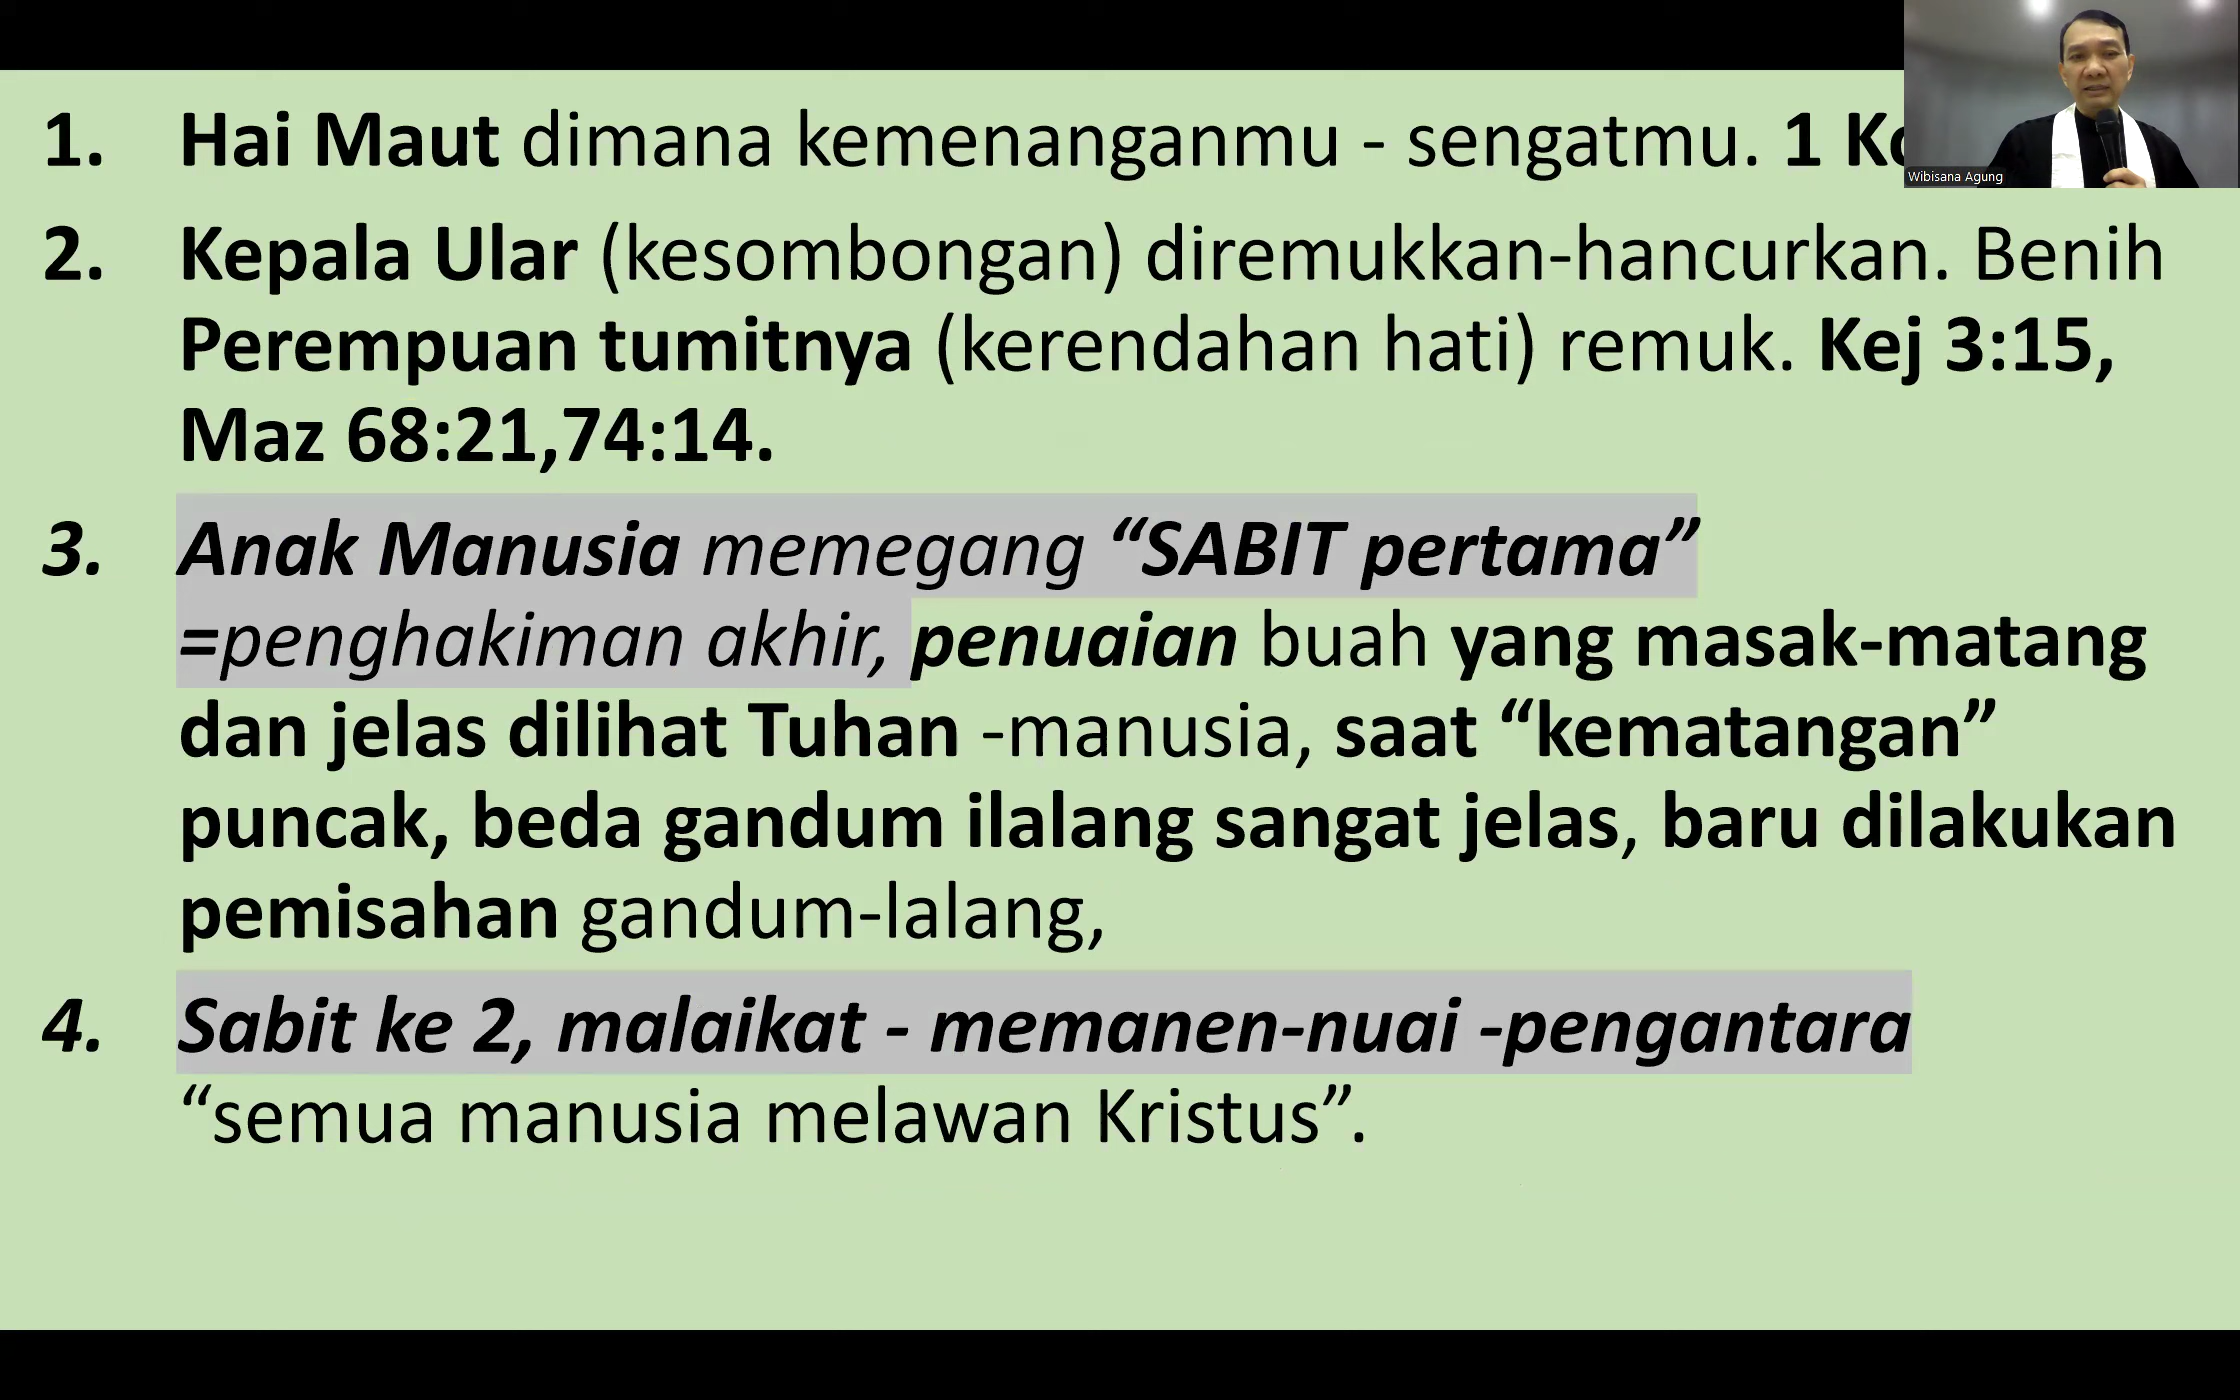 1. Hai Maut dimana kemenanganmu - sengatmu. 1 Ko
Wibisana Agung
2. Kepala Ular (kesombongan) diremukkan-hancurkan. Benih
Perempuan tumitnya (kerendahan hati) remuk. Kej 3:15,
Maz 68:21,74:14.
3. Anak Manusia memegang “SABIT pertama”
=penghakiman akhir, penuaian buah yang masak-matang
dan jelas dilihat Tuhan -manusia, saat “kematangan”
puncak, beda gandum ilalang sangat jelas, baru dilakukan
pemisahan gandum-lalang,
4. Sabit ke 2, malaikat - memanen-nuai -pengantara
“semua manusia melawan Kristus”.